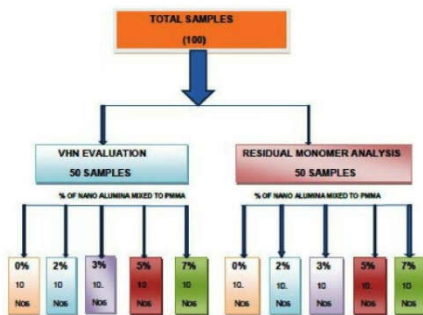 TOTAL SAMPLES
(100)
VHN EVALUATION
50 SAMPLES
RESIDUAL MONOMER ANALYSIS
50 SAMPLES
% OF NANO ALUMINA MIXED TO PMMA
% OF NANO ALUMINA MIXED TO PMMA
0%
10
Nos
2%
10
Nos
3%
10.
Nos
5%
10
Nos
7%
10
Nos
0%
10.
Nos
2%
10.
Nos
3%
10
Nos
5%
10.
Nos
7%
10
Nos